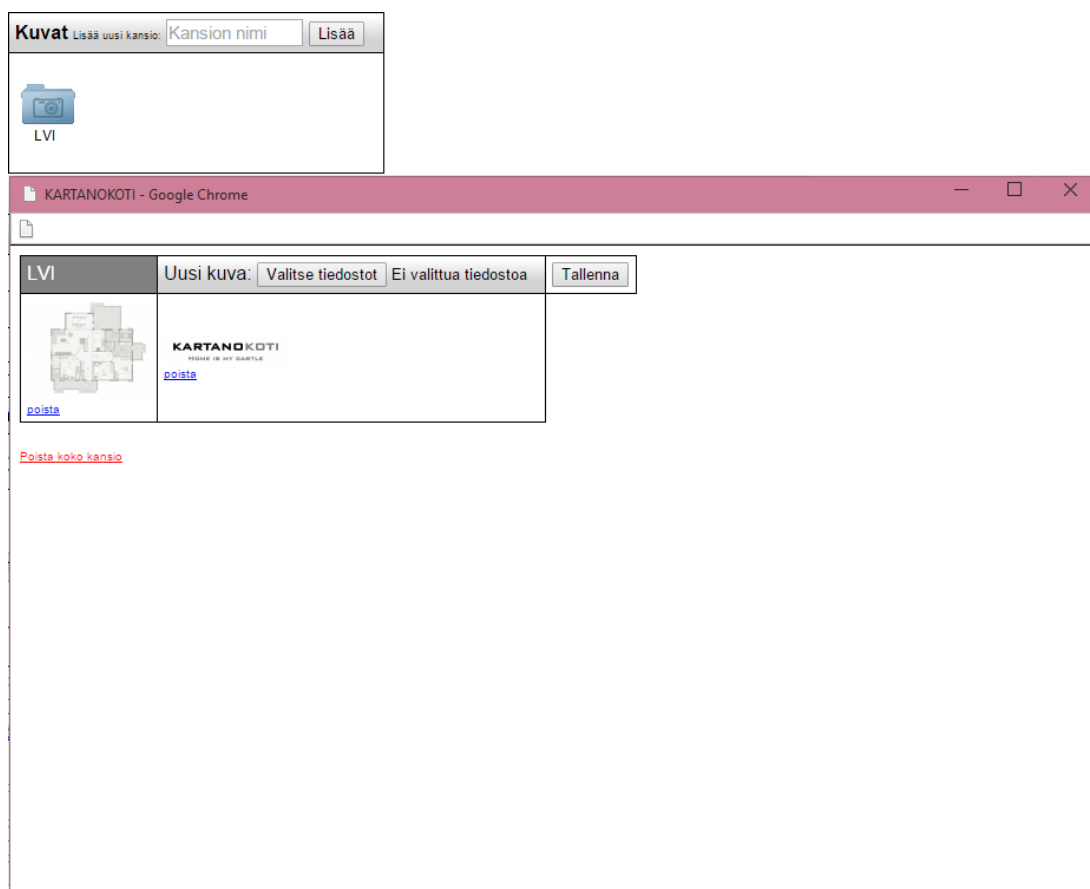 Kuvat Lisää uusi kansio: Kansion nimi Lisää
LVI
KARTANOKOTI - Google Chrome
LVI Uusi kuva: Valitse tiedostot Ei valittua tiedostoa Tallenna
KARTANOKOTI
HOME IS MY CASTLE
poista
poista
Poista koko kansio